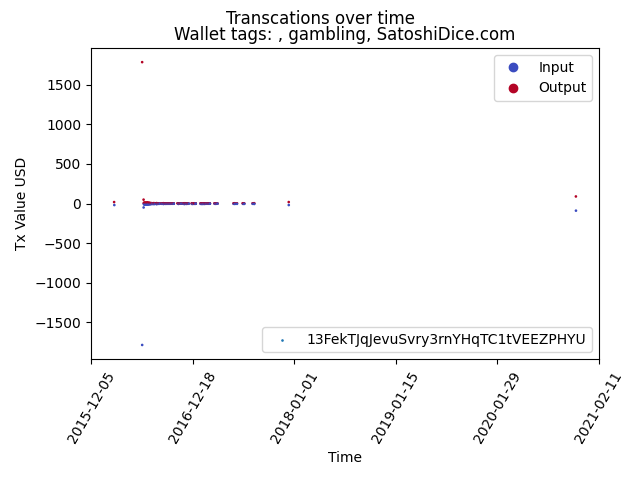 Transcations over time
Wallet tags: , gambling, SatoshiDice.com
Input
Output
1500
1000
500
0
−500
−1000
−1500
Tx Value USD
13FekTJqJevuSvry3rnYHqTC1tVEEZPHYU
2015-12-05
2016-12-18
2018-01-01
2019-01-15
2020-01-29
2021-02-11
Time